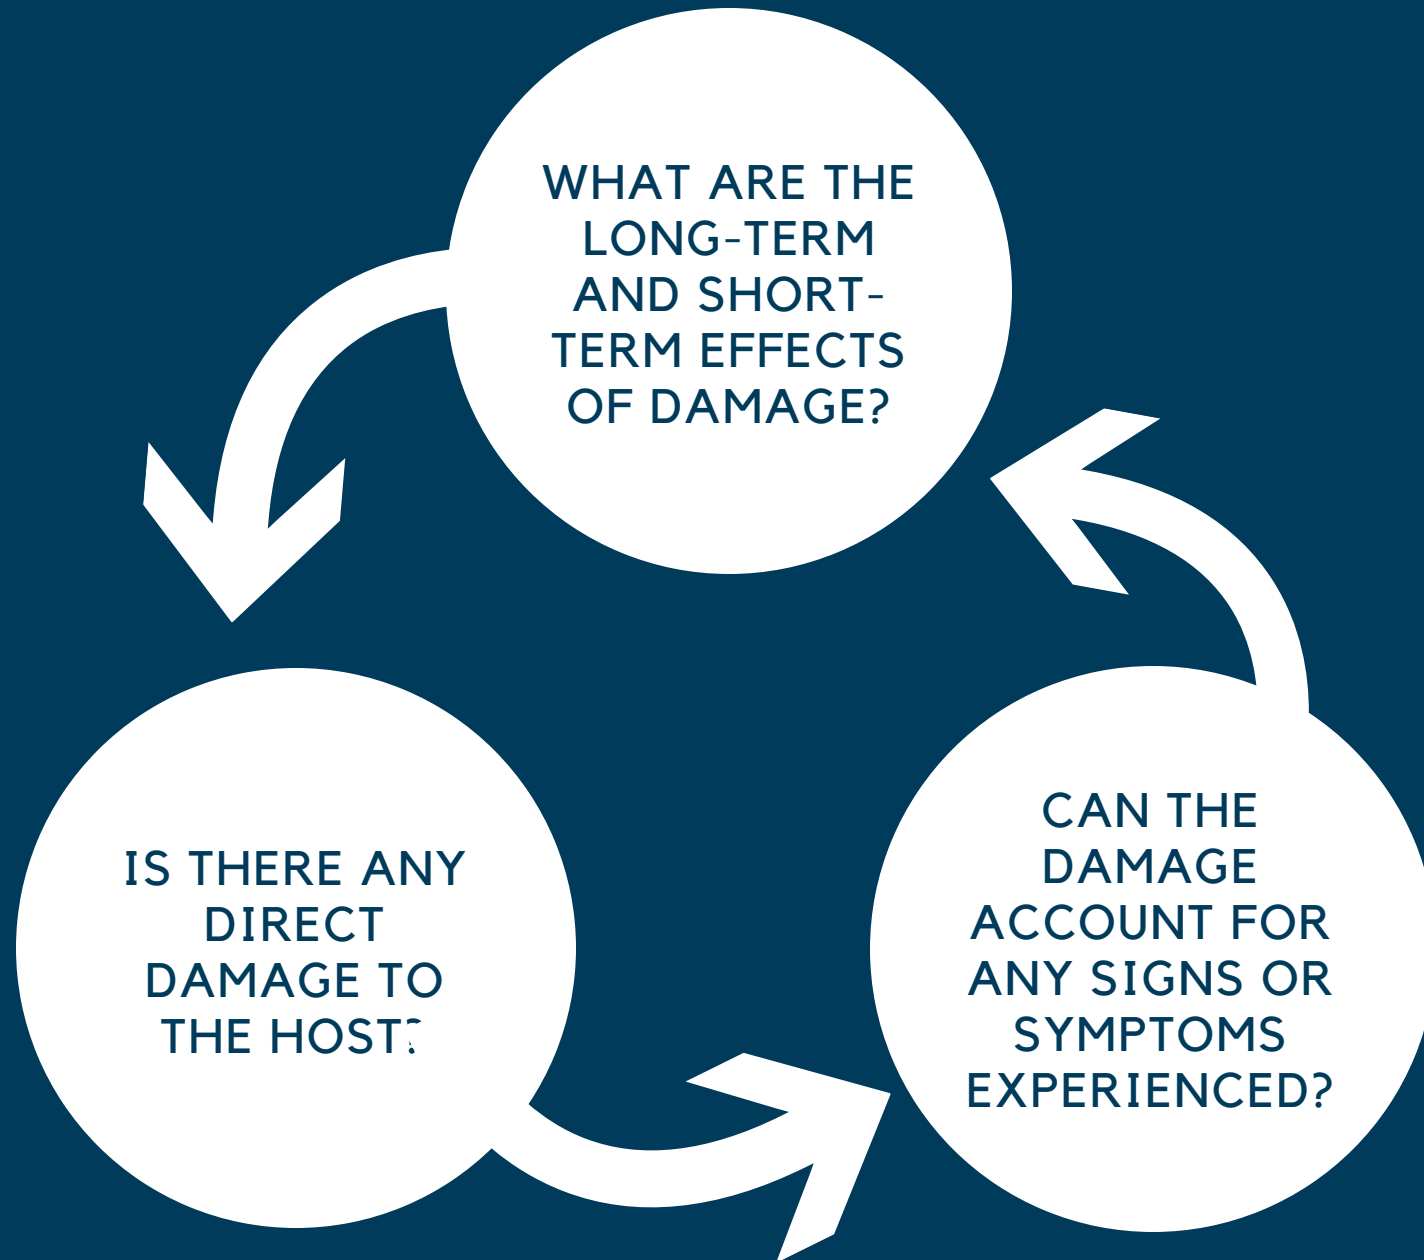 WHAT ARE THE
LONG-TERM
AND SHORT-
TERM EFFECTS
OF DAMAGE?
IS THERE ANY
DIRECT
DAMAGE TO
THE HOST?
CAN THE
DAMAGE
ACCOUNT FOR
ANY SIGNS OR
SYMPTOMS
EXPERIENCED?